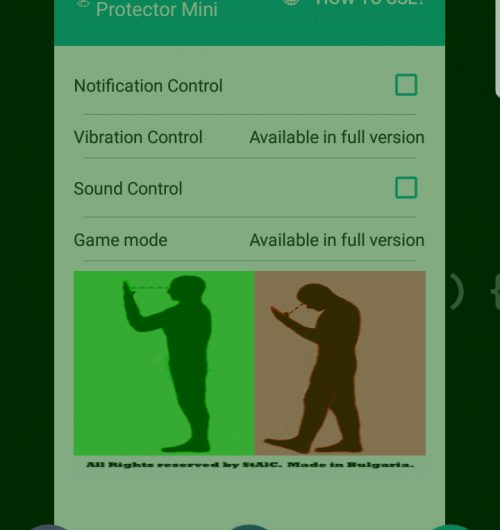 Protector Mini
HOW TO USE?
Notification Control
Vibration Control Available in full version
Sound Control
Game mode Available in full version
) {
All Rights reserved by StAlC. Made in Bulgaria.